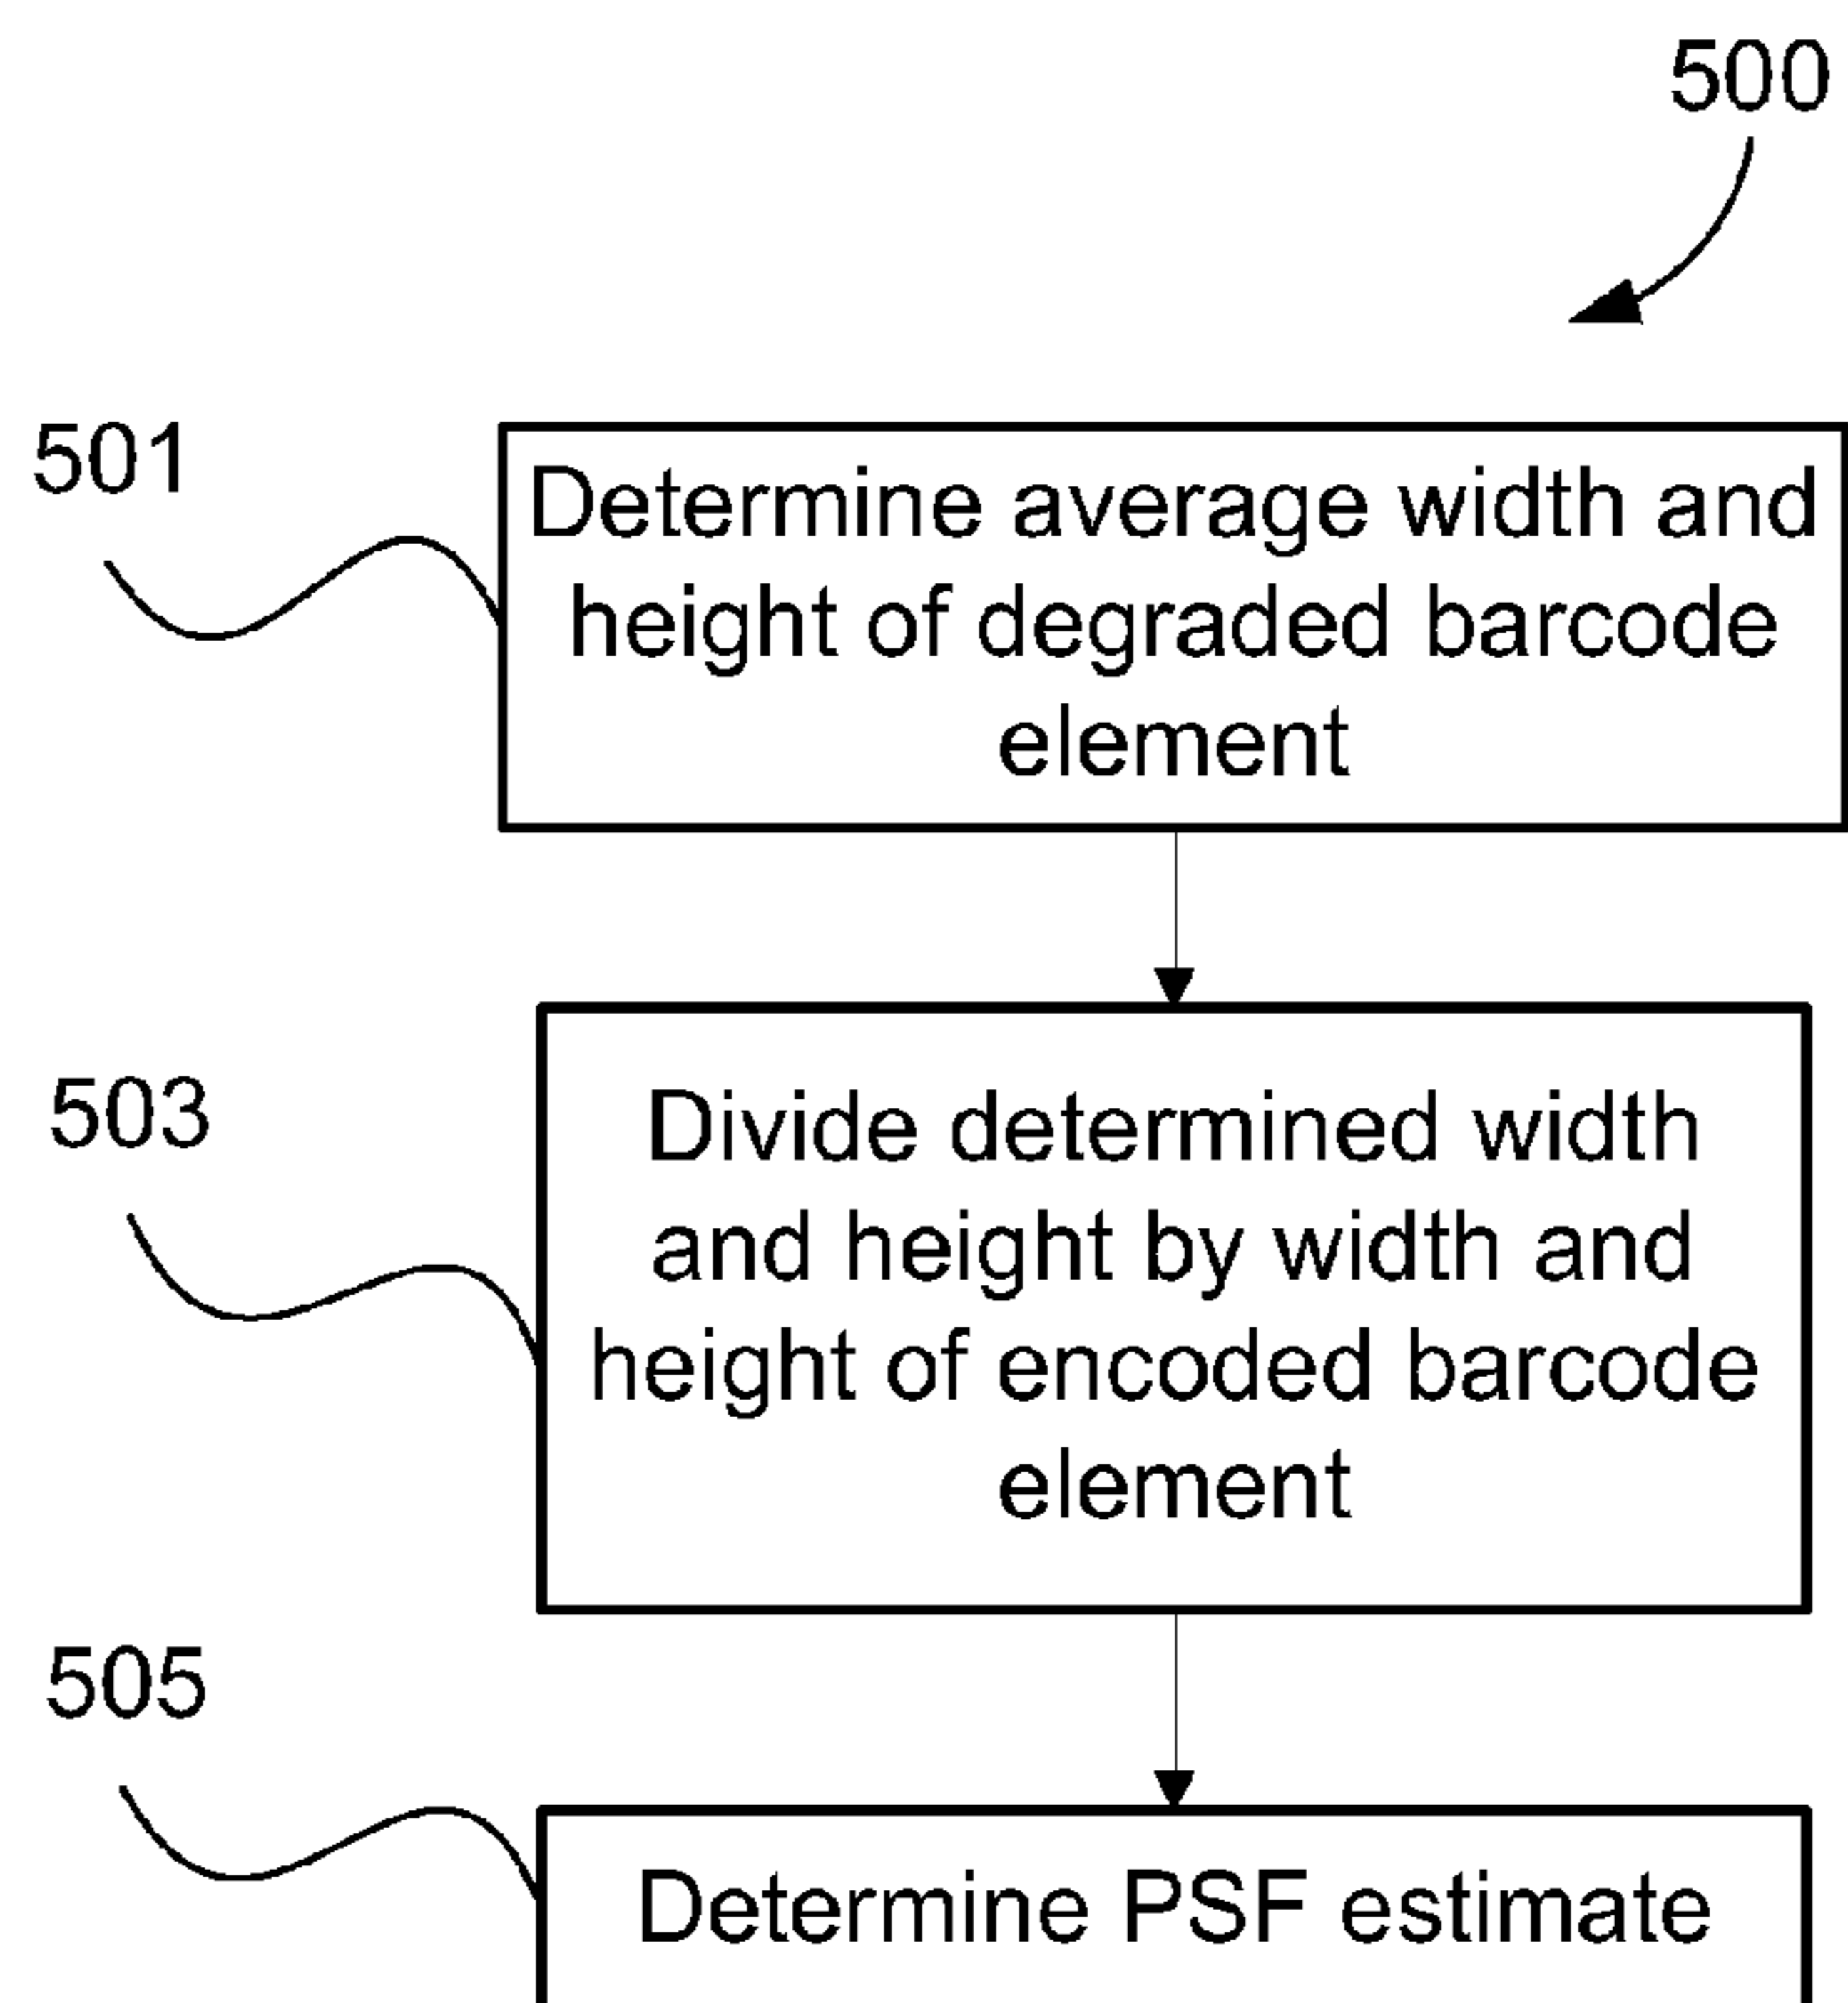 500
501
Determine average width and
height of degraded barcode
element
503
Divide determined width
and height by width and
height of encoded barcode
element
505
Determine PSF estimate